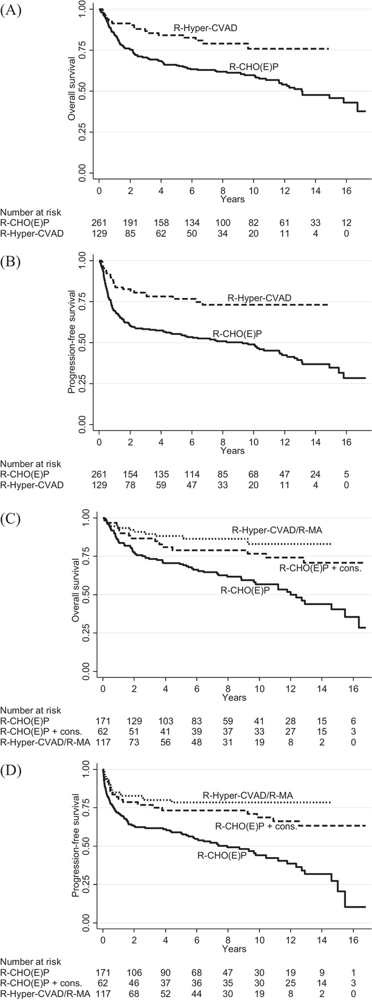 (A)
1.00
0.75
0.50
0.25
0.00
Overall survival
R-Hyper-CVAD
R-CHO(E)P
0 2 4 6 8 10 12 14 16
Years
Number at risk
R-CHO(E)P 261 191 158 134 100 82 61 33 12
R-Hyper-CVAD 129 85 62 50 34 20 11 4 0
(B)
1.00
0.75
0.50
0.25
0.00
Progression-free survival
R-Hyper-CVAD
R-CHO(E)P
0 2 4 6 8 10 12 14 16
Years
Number at risk
R-CHO(E)P 261 154 135 114 85 68 47 24 5
R-Hyper-CVAD 129 78 59 47 33 20 11 4 0
(C)
1.00
0.75
0.50
0.25
0.00
Overall survival
R-Hyper-CVAD/R-MA
R-CHO(E)P + cons.
R-CHO(E)P
0 2 4 6 8 10 12 14 16
Years
Number at risk
R-CHO(E)P 171 129 103 83 59 41 28 15 6
R-CHO(E)P + cons. 62 51 41 39 37 33 27 15 3
R-Hyper-CVAD/R-MA 117 73 56 48 31 19 8 2 0
(D)
1.00
0.75
0.50
0.25
0.00
Progression-free survival
R-Hyper-CVAD/R-MA
R-CHO(E)P + cons.
R-CHO(E)P
0 2 4 6 8 10 12 14 16
Years
Number at risk
R-CHO(E)P 171 106 90 68 47 30 19 9 1
R-CHO(E)P + cons. 62 46 37 36 35 30 25 14 3
R-Hyper-CVAD/R-MA 117 68 52 44 30 19 8 2 0